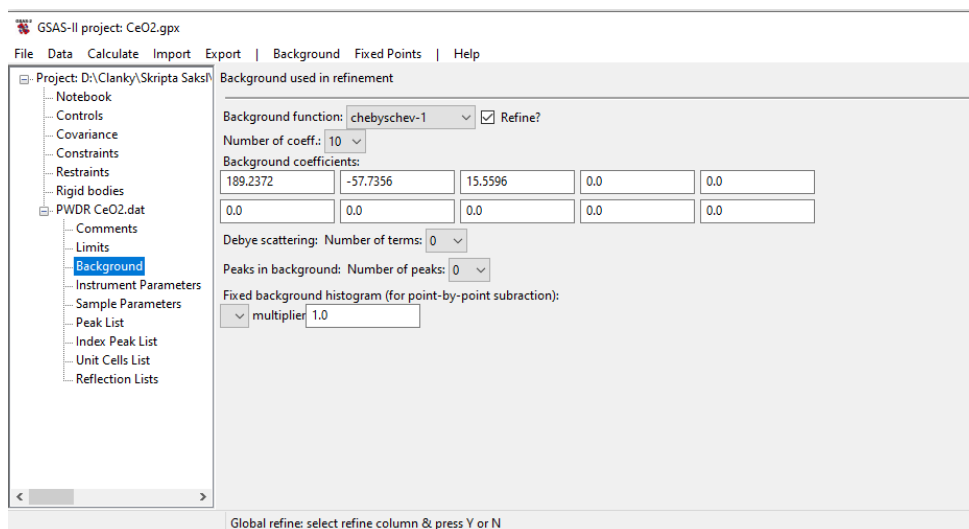 GSAS-II project: CeO2.gpx
File Data Calculate Import Export | Background Fixed Points | Help
Project: D:\Clanky\Skripta Saksl\
Notebook
Controls
Covariance
Constraints
Restraints
Rigid bodies
PWDR CeO2.dat
Comments
Limits
Background
Instrument Parameters
Sample Parameters
Peak List
Index Peak List
Unit Cells List
Reflection Lists
Background used in refinement
Background function: chebyschev-1 Refine?
Number of coeff.: 10
Background coefficients:
189.2372 -57.7356 15.5596 0.0 0.0
0.0 0.0 0.0 0.0 0.0
Debye scattering: Number of terms: 0
Peaks in background: Number of peaks: 0
Fixed background histogram (for point-by-point subraction):
multiplier 1.0
Global refine: select refine column & press Y or N